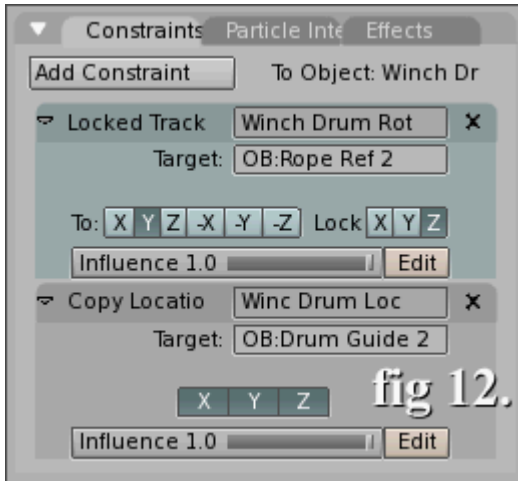 Constraints Particle Inte Effects
Add Constraint To Object: Winch Dr
Locked Track Winch Drum Rot X
Target: OB:Rope Ref 2
To: X Y Z -X -Y -Z Lock X Y Z
Influence 1.0 Edit
Copy Locatio Winc Drum Loc X
Target: OB:Drum Guide 2
X Y Z
fig 12.
Influence 1.0 Edit